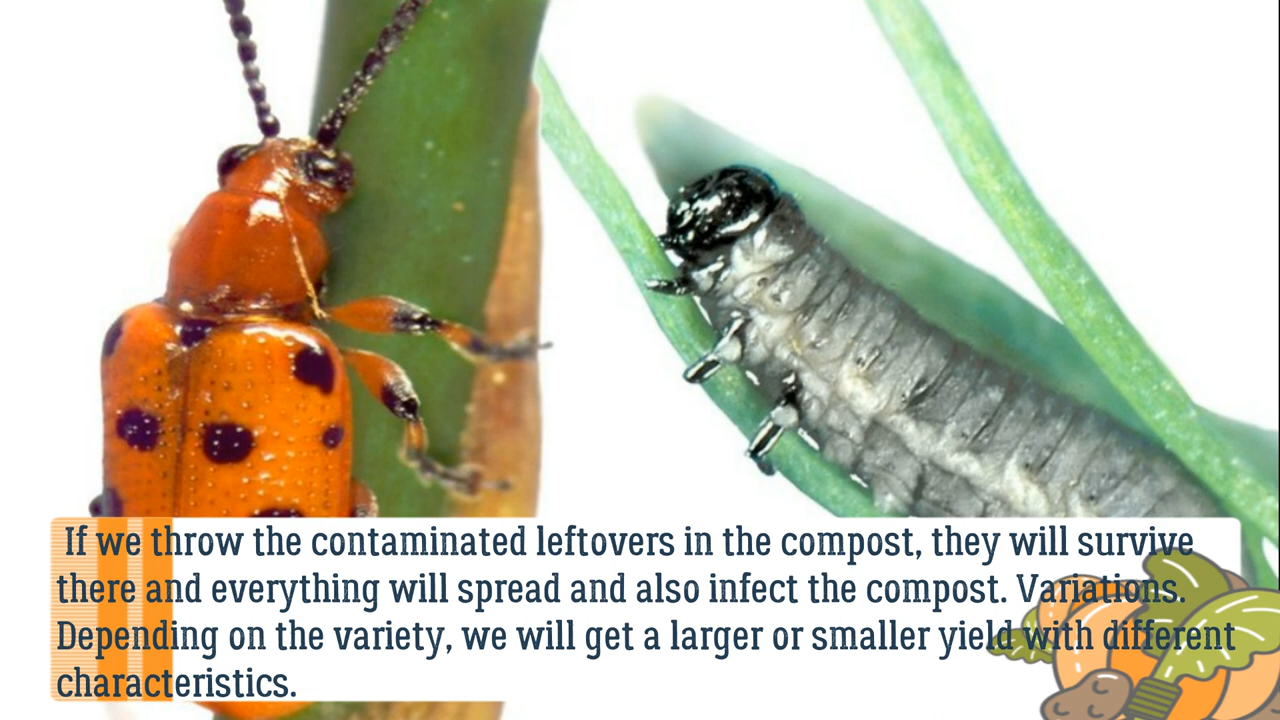 If we throw the contaminated leftovers in the compost, they will survive
there and everything will spread and also infect the compost. Variations.
Depending on the variety, we will get a larger or smaller yield with different
characteristics.